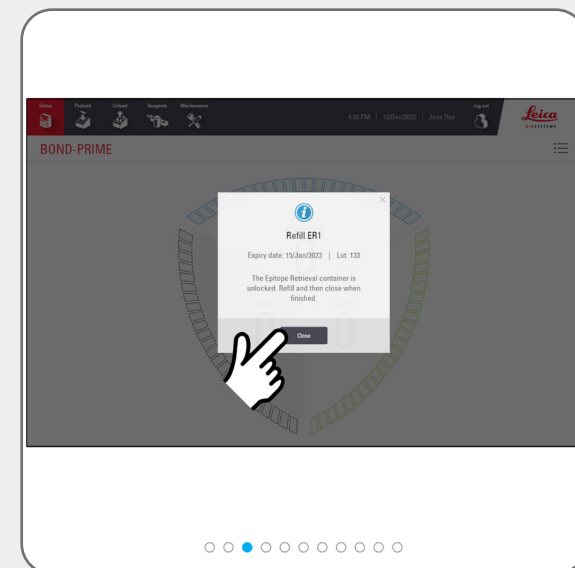 Status Preload Unload Reagents Maintenance
4:50 PM | 13/Dec/2022 | Jane Doe
Log out
Leica
BIOSYSTEMS
BOND-PRIME
Refill ER1
Expiry date: 15/Jan/2023 | Lot: 133
The Epitope Retrieval container is
unlocked. Refill and then close when
finished.
Close